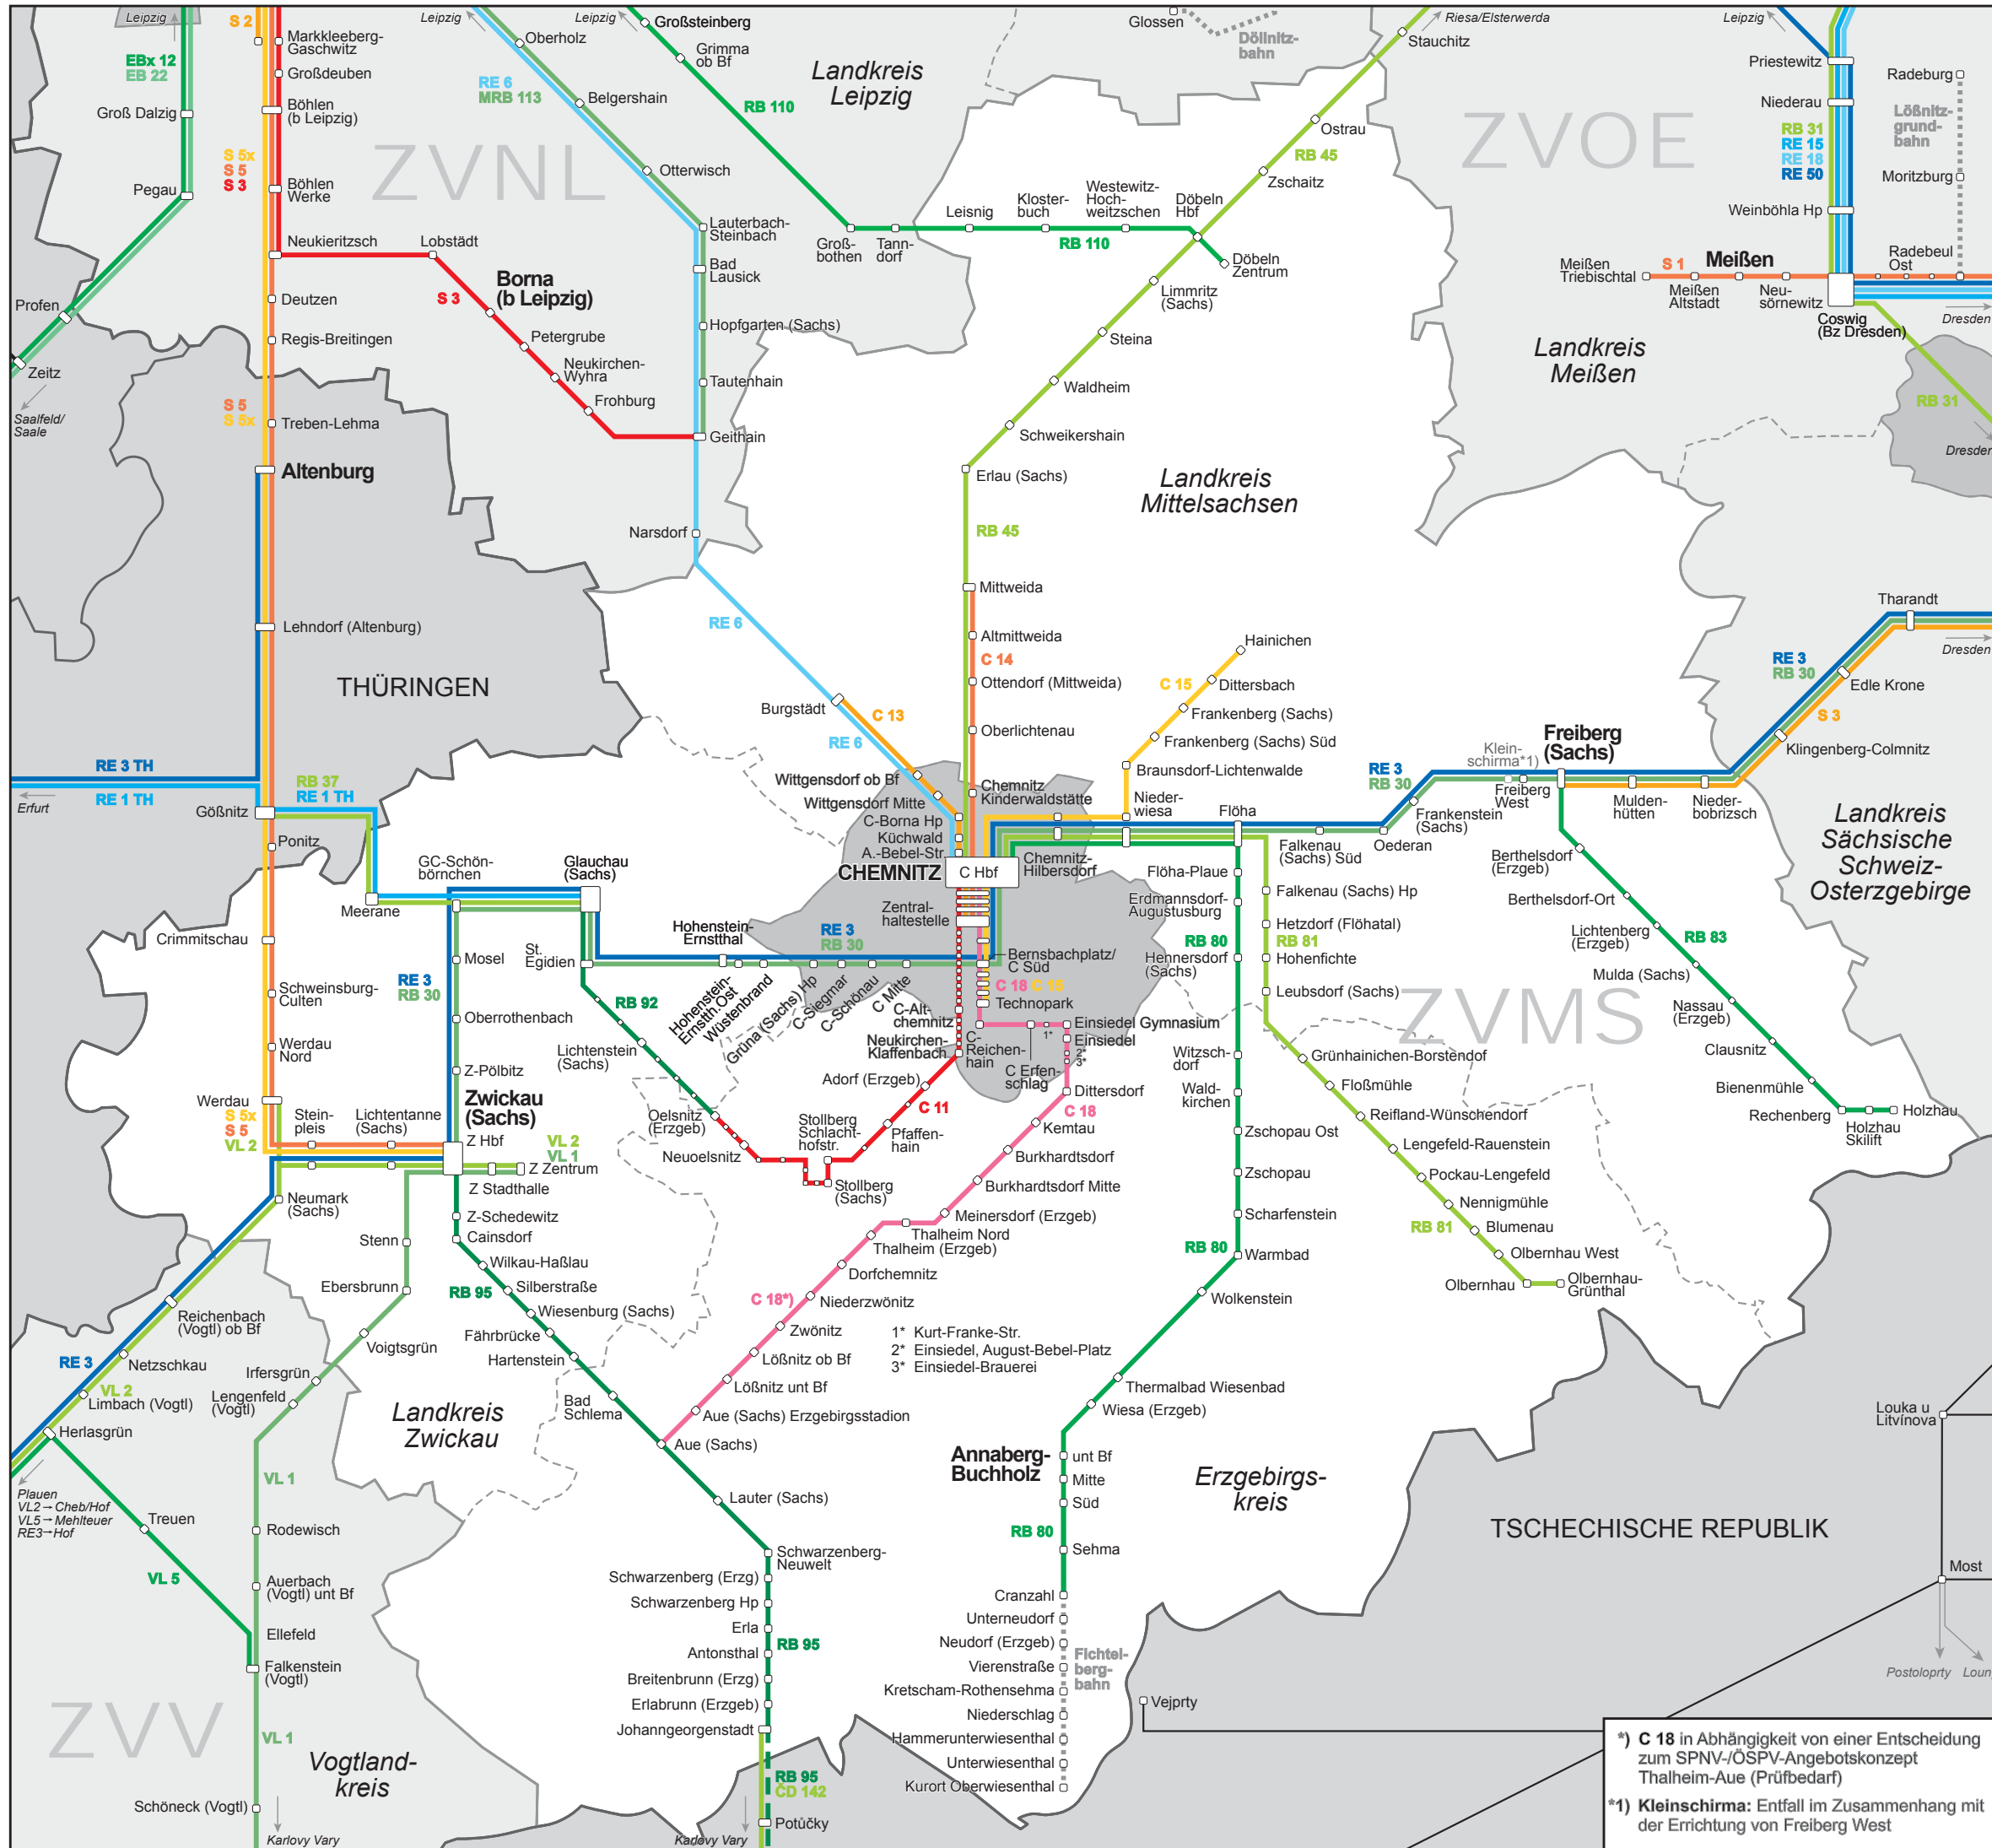 Leipzig
S 2
Markkleeberg-
Gaschwitz
Großdeuben
EBx 12
EB 22
Groß Dalzig
Böhlen
(b Leipzig)
S 5x
S 5
S 3
Böhlen
Werke
Pegau
Neukieritzsch
Lobstädt
Profen
Zeitz
Saalfeld/
Saale
Deutzen
Regis-Breitingen
S 3
Borna
(b Leipzig)
Petergrube
Neukirchen-
Wyhra
Frohburg
S 5
S 5x
Treben-Lehma
Altenburg
Lehndorf (Altenburg)
THÜRINGEN
ZVNL
Leipzig
Oberholz
RE 6
MRB 113
Belgershain
Otterwisch
Lauterbach-
Steinbach
Bad
Lausick
Hopfgarten (Sachs)
Tautenhain
Geithain
Narsdorf
RE 6
Leipzig
Großsteinberg
Grimma
ob Bf
RB 110
Landkreis
Leipzig
Groß-
bothen
Tann-
dorf
Leisnig
Kloster-
buch
Westewitz-
Hoch-
weitzschen
Döbeln
Hbf
RB 110
Döbeln
Zentrum
Glossen
Döllnitz-
bahn
Riesa/Elsterwerda
Stauchitz
Ostrau
RB 45
Zschaitz
Limmritz
(Sachs)
Steina
Waldheim
Schweikershain
Erlau (Sachs)
RB 45
Landkreis
Mittelsachsen
Mittweida
Altmittweida
C 14
Ottendorf (Mittweida)
Oberlichtenau
Chemnitz
Kinderwaldstätte
ZVOE
Leipzig
Priestewitz
Niederau
RB 31
RE 15
RE 18
RE 50
Weinböhla Hp
Radeburg
Lößnitz-
grund-
bahn
Moritzburg
Radebeul
Ost
Meißen
Triebischtal
S 1
Meißen
Meißen
Altstadt
Neu-
sörnewitz
Coswig
(Bz Dresden)
Dresden
Landkreis
Meißen
RB 31
Dresden
Tharandt
Dresden
RE 3
RB 30
Edle Krone
S 3
Klingenberg-Colmnitz
Hainichen
C 15
Dittersbach
Frankenberg (Sachs)
Frankenberg (Sachs) Süd
Braunsdorf-Lichtenwalde
Nieder-
wiesa
Flöha
RE 3
RB 30
Klein-
schirma*1)
Freiberg
(Sachs)
Freiberg
West
Frankenstein
(Sachs)
Mulden-
hütten
Nieder-
bobrizsch
Falkenau
(Sachs) Süd
Oederan
Burgstädt
C 13
RE 6
Wittgensdorf ob Bf
Wittgensdorf Mitte
C-Borna Hp
Küchwald
A.-Bebel-Str.
CHEMNITZ
C Hbf
Chemnitz-
Hilbersdorf
Zentral-
haltestelle
Bernsbachplatz/
C Süd
C 18 C 15
Technopark
Einsiedel Gymnasium
1*
Einsiedel
2*
3*
C-
Reichen-
hain
C Erfen-
schlag
Dittersdorf
C 18
Kemtau
Burkhardtsdorf
Burkhardtsdorf Mitte
Meinersdorf (Erzgeb)
Thalheim Nord
Thalheim (Erzgeb)
Dorfchemnitz
C 18*)
Niederzwönitz
Zwönitz
Lößnitz ob Bf
Lößnitz unt Bf
Aue (Sachs) Erzgebirgsstadion
Aue (Sachs)
1* Kurt-Franke-Str.
2* Einsiedel, August-Bebel-Platz
3* Einsiedel-Brauerei
RE 3 TH
RE 1 TH
Erfurt
RB 37
RE 1 TH
Gößnitz
Ponitz
Meerane
GC-Schön-
börnchen
Glauchau
(Sachs)
Crimmitschau
Schweinsburg-
Culten
Werdau
Nord
Werdau
S 5x
S 5
VL 2
Stein-
pleis
Lichtentanne
(Sachs)
Mosel
RE 3
RB 30
Oberrothenbach
Z-Pölbitz
Zwickau
(Sachs)
Z Hbf
VL 2
VL 1
Z Zentrum
Z Stadthalle
Z-Schedewitz
Cainsdorf
Wilkau-Haßlau
RB 95
Silberstraße
Wiesenburg (Sachs)
Fährbrücke
Hartenstein
Bad
Schlema
St.
Egidien
RB 92
Lichtenstein
(Sachs)
Hohenstein-
Ernstthal
RE 3
RB 30
Hohenstein-
Ernstth.Ost
Wüstenbrand
Grüna (Sachs) Hp
C-Siegmar
C-Schönau
C Mitte
C-Alt-
chemnitz
Neukirchen-
Klaffenbach
Adorf (Erzgeb)
C 11
Pfaffen-
hain
Stollberg
Schlacht-
hofstr.
Stollberg
(Sachs)
Oelsnitz
(Erzgeb)
Neuoelsnitz
Neumark
(Sachs)
Stenn
Ebersbrunn
Voigtsgrün
Irfersgrün
Lengenfeld
(Vogtl)
Reichenbach
(Vogtl) ob Bf
RE 3
Netzschkau
VL 2
Limbach (Vogtl)
Herlasgrün
Plauen
VL2→Cheb/Hof
VL5→Mehlteuer
RE3→Hof
Treuen
VL 5
VL 1
Rodewisch
Auerbach
(Vogtl) unt Bf
Ellefeld
Falkenstein
(Vogtl)
VL 1
ZVV
Vogtland-
kreis
Schöneck (Vogtl)
Karlovy Vary
Landkreis
Zwickau
Lauter (Sachs)
Schwarzenberg-
Neuwelt
Schwarzenberg (Erzg)
Schwarzenberg Hp
Erla
Antonsthal
RB 95
Breitenbrunn (Erzg)
Erlabrunn (Erzgeb)
Johanngeorgenstadt
RB 95
ČD 142
Potůčky
Karlovy Vary
Flöha-Plaue
Erdmannsdorf-
Augustusburg
RB 80
Hennersdorf
(Sachs)
Witzsch-
dorf
Wald-
kirchen
Zschopau Ost
Zschopau
Scharfenstein
RB 80
Warmbad
Wolkenstein
Thermalbad Wiesenbad
Wiesa (Erzgeb)
Annaberg-
Buchholz
unt Bf
Mitte
Süd
RB 80
Sehma
Cranzahl
Unterneudorf
Neudorf (Erzgeb)
Vierenstraße
Fichtel-
berg-
bahn
Kretscham-Rothensehma
Niederschlag
Hammerunterwiesenthal
Unterwiesenthal
Kurort Oberwiesenthal
Erzgebirgs-
kreis
Falkenau (Sachs) Hp
Hetzdorf (Flöhatal)
RB 81
Hohenfichte
Leubsdorf (Sachs)
ZVMS
Grünhainichen-Borstendof
Floßmühle
Reifland-Wünschendorf
Lengefeld-Rauenstein
Pockau-Lengefeld
Nennigmühle
RB 81
Blumenau
Olbernhau West
Olbernhau
Olbernhau-
Grünthal
Berthelsdorf
(Erzgeb)
Berthelsdorf-Ort
Lichtenberg
(Erzgeb)
RB 83
Mulda (Sachs)
Nassau
(Erzgeb)
Clausnitz
Bienenmühle
Rechenberg
Holzhau
Skilift
Holzhau
Landkreis
Sächsische
Schweiz-
Osterzgebirge
TSCHECHISCHE REPUBLIK
Louka u
Litvínova
Most
Postoloprty
Loun
Vejprty
*) C 18 in Abhängigkeit von einer Entscheidung
zum SPNV-/ÖSPV-Angebotskonzept
Thalheim-Aue (Prüfbedarf)
*1) Kleinschirma: Entfall im Zusammenhang mit
der Errichtung von Freiberg West